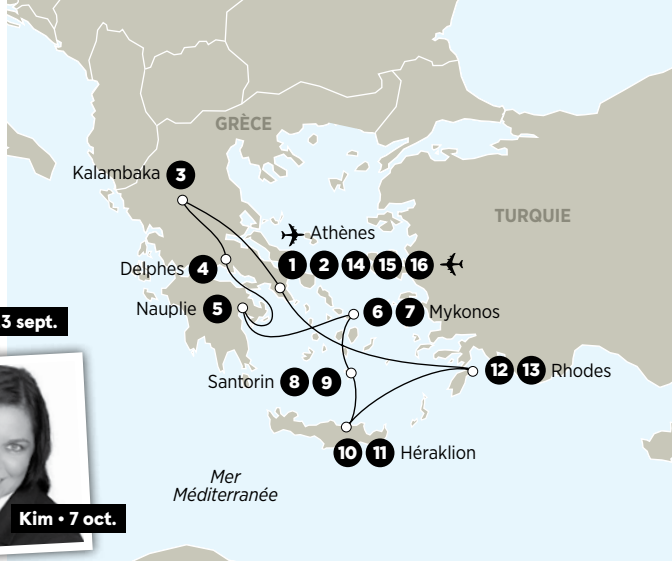 GRÈCE
Kalambaka 3
TURQUIE
Athènes
1 2 14 15 16
Delphes 4
Nauplie 5
6 7 Mykonos
3 sept.
12 13 Rhodes
Santorin 8 9
10 11 Héraklion
Mer
Méditerranée
Kim • 7 oct.